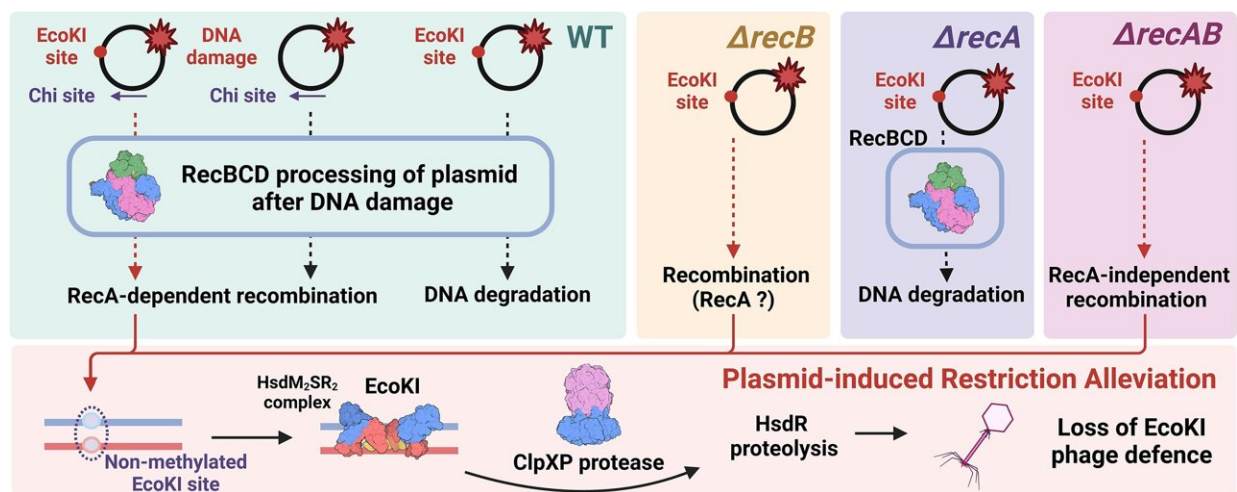 WT
EcoKI
site
DNA
damage
EcoKI
site
Chi site
Chi site
RecBCD processing of plasmid
after DNA damage
RecA-dependent recombination
DNA degradation
ΔrecB
EcoKI
site
Recombination
(RecA ?)
ΔrecA
EcoKI
site
RecBCD
DNA degradation
ΔrecAB
EcoKI
site
RecA-independent
recombination
Plasmid-induced Restriction Alleviation
Non-methylated
EcoKI site
HsdM₂SR₂
complex
EcoKI
ClpXP protease
HsdR
proteolysis
Loss of EcoKI
phage defence